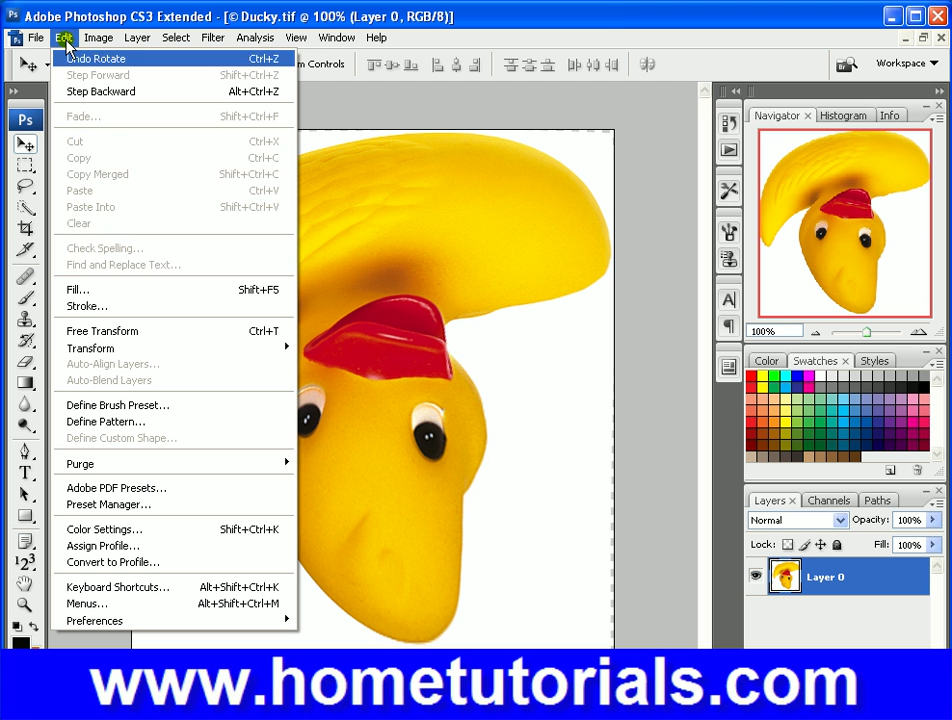 Adobe Photoshop CS3 Extended - [© Ducky.tif @ 100% (Layer 0, RGB/8)]
File Edit Image Layer Select Filter Analysis View Window Help
Controls
Workspace
Undo Rotate Ctrl+Z
Step Forward Shift+Ctrl+Z
Step Backward Alt+Ctrl+Z
Fade... Shift+Ctrl+F
Cut Ctrl+X
Copy Ctrl+C
Copy Merged Shift+Ctrl+C
Paste Ctrl+V
Paste Into Shift+Ctrl+V
Clear
Check Spelling...
Find and Replace Text...
Fill... Shift+F5
Stroke...
Free Transform Ctrl+T
Transform
Auto-Align Layers...
Auto-Blend Layers
Define Brush Preset...
Define Pattern...
Define Custom Shape...
Purge
Adobe PDF Presets...
Preset Manager...
Color Settings... Shift+Ctrl+K
Assign Profile...
Convert to Profile...
Keyboard Shortcuts... Alt+Shift+Ctrl+K
Menus... Alt+Shift+Ctrl+M
Preferences
Ps
Navigator x Histogram Info
100%
Color Swatches x Styles
Layers x Channels Paths
Normal Opacity: 100%
Lock: Fill: 100%
Layer 0
www.hometutorials.com